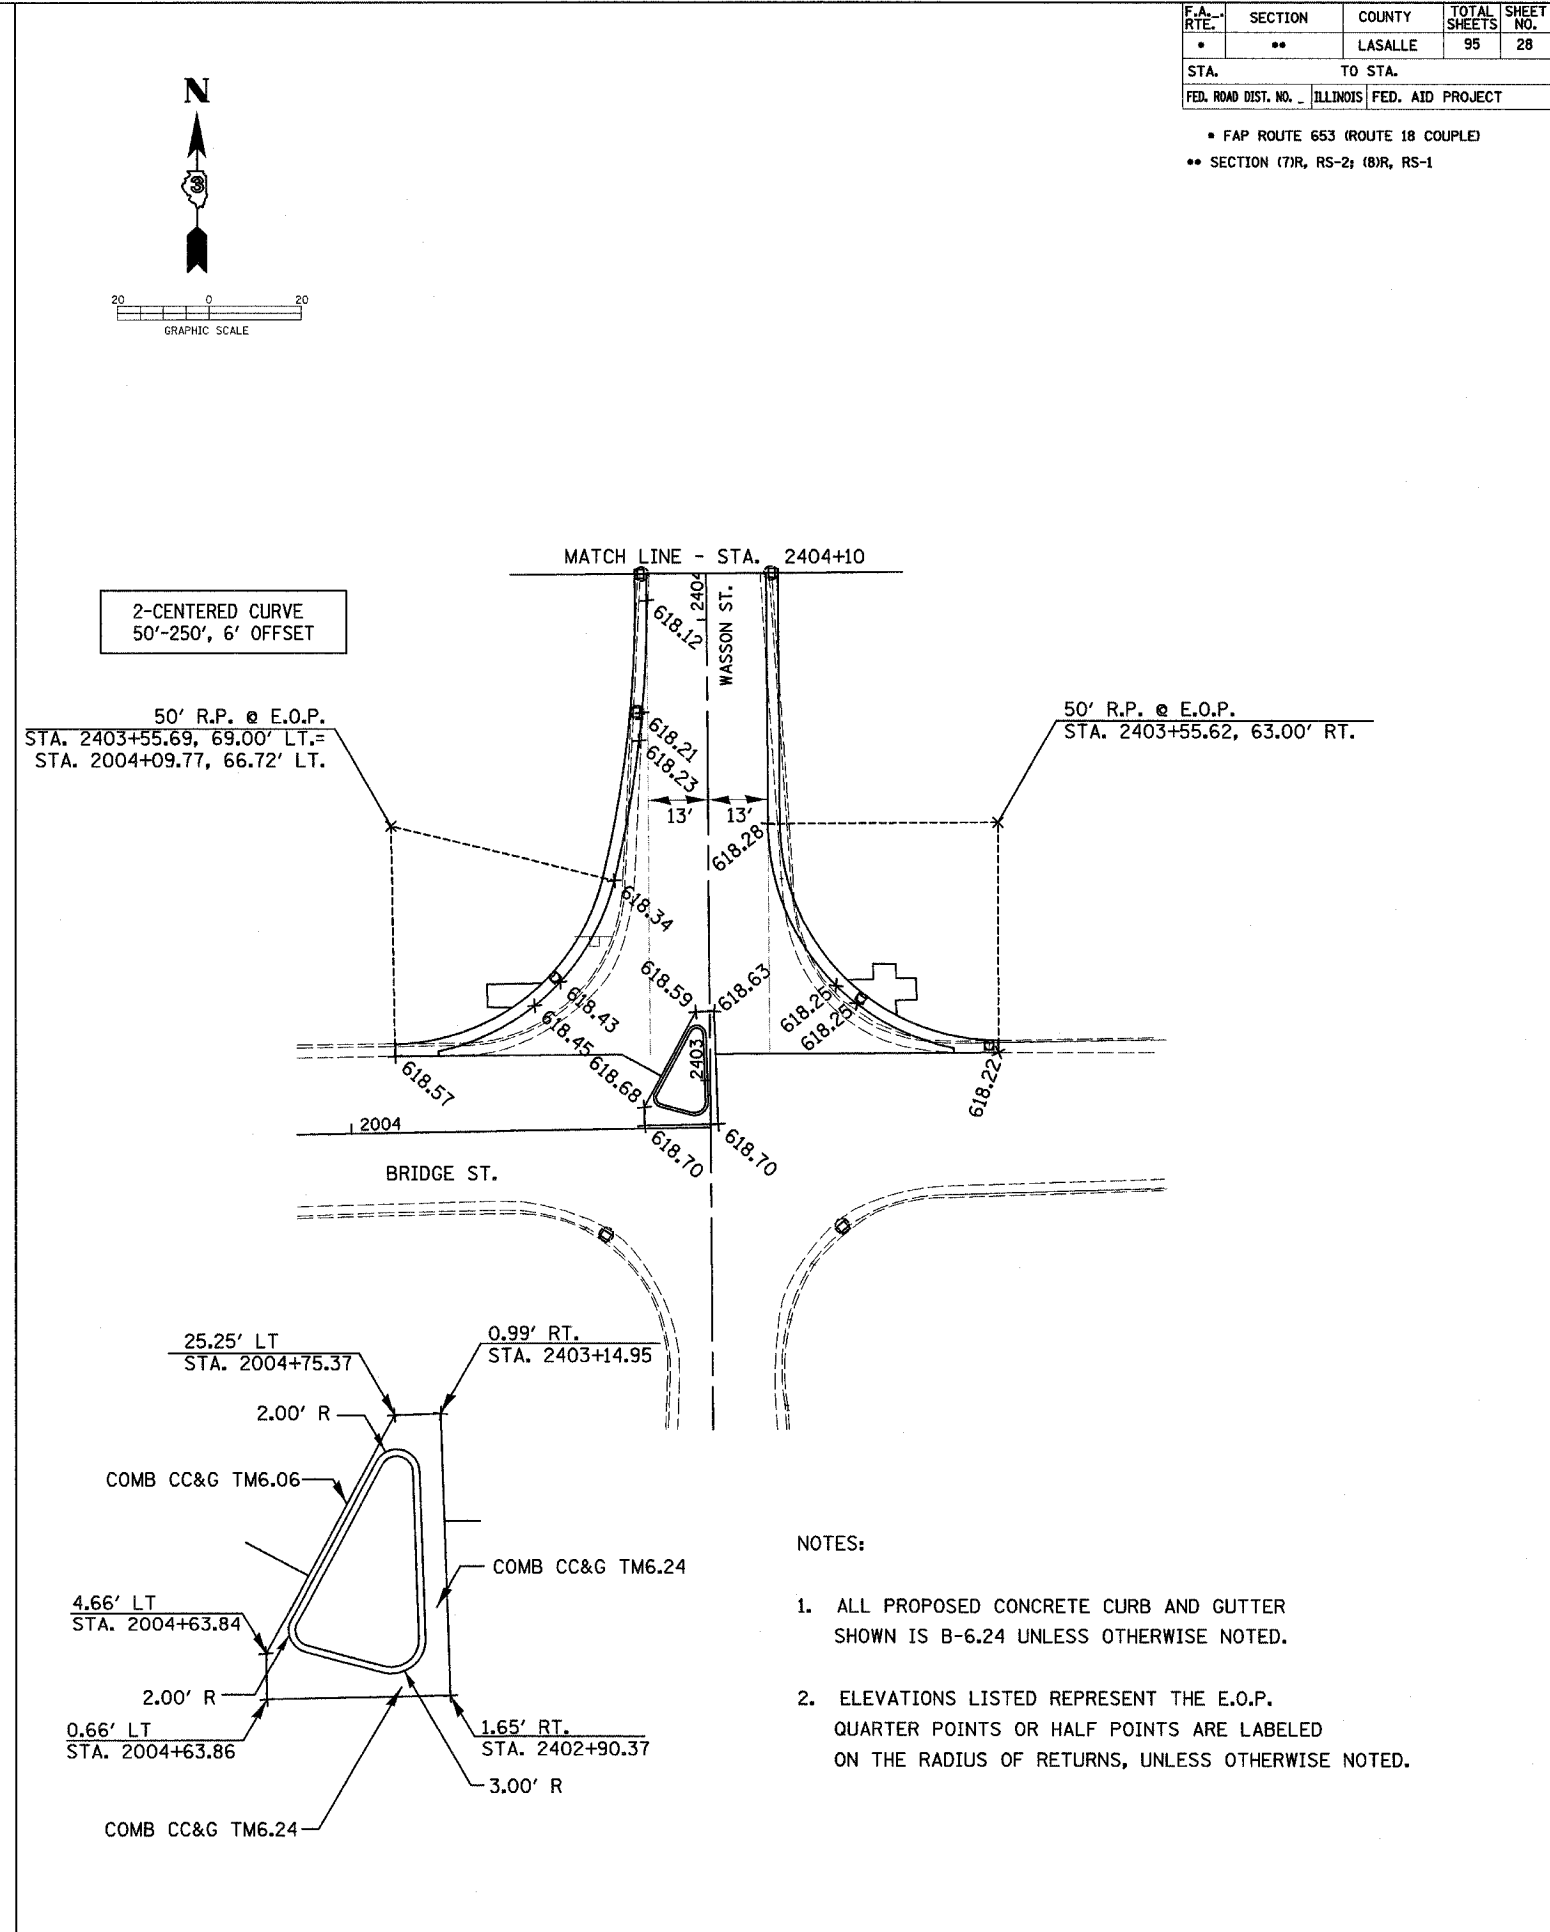 F.A. RTE. SECTION COUNTY TOTAL SHEETS SHEET NO.
• •• LASALLE 95 28
STA. TO STA.
FED. ROAD DIST. NO. _ ILLINOIS FED. AID PROJECT
• FAP ROUTE 653 (ROUTE 18 COUPLE)
•• SECTION (7)R, RS-2; (8)R, RS-1
N
3
20 0 20
GRAPHIC SCALE
MATCH LINE - STA. 2404+10
2-CENTERED CURVE
50'-250', 6' OFFSET
2404
WASSON ST.
618.12
50' R.P. @ E.O.P.
STA. 2403+55.69, 69.00' LT.=
STA. 2004+09.77, 66.72' LT.
50' R.P. @ E.O.P.
STA. 2403+55.62, 63.00' RT.
618.21
618.23
13' 13'
618.28
618.34
618.59
618.63
618.25
618.25
618.43
618.45
618.68
2403
618.57
618.22
2004
618.70
618.70
BRIDGE ST.
25.25' LT
STA. 2004+75.37
0.99' RT.
STA. 2403+14.95
2.00' R
COMB CC&G TM6.06
COMB CC&G TM6.24
4.66' LT
STA. 2004+63.84
2.00' R
0.66' LT
STA. 2004+63.86
1.65' RT.
STA. 2402+90.37
3.00' R
COMB CC&G TM6.24
NOTES:
1. ALL PROPOSED CONCRETE CURB AND GUTTER
SHOWN IS B-6.24 UNLESS OTHERWISE NOTED.
2. ELEVATIONS LISTED REPRESENT THE E.O.P.
QUARTER POINTS OR HALF POINTS ARE LABELED
ON THE RADIUS OF RETURNS, UNLESS OTHERWISE NOTED.